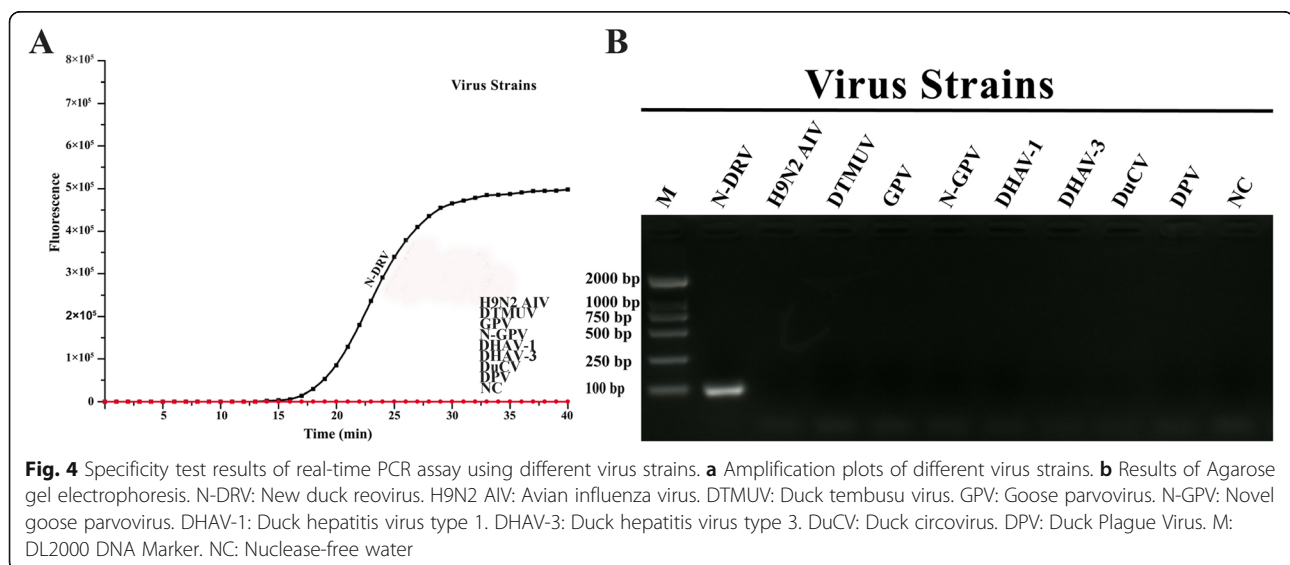 A
8×10⁵
7×10⁵
6×10⁵
5×10⁵
4×10⁵
3×10⁵
2×10⁵
1×10⁵
0
Fluorescence
Virus Strains
N-DRV
H9N2 AIV
DTMUV
GPV
N-GPV
DHAV-1
DHAV-3
DuCV
DPV
NC
5 10 15 20 25 30 35 40
Time (min)
B
Virus Strains
M N-DRV H9N2 AIV DTMUV GPV N-GPV DHAV-1 DHAV-3 DuCV DPV NC
2000 bp
1000 bp
750 bp
500 bp
250 bp
100 bp
Fig. 4 Specificity test results of real-time PCR assay using different virus strains. a Amplification plots of different virus strains. b Results of Agarose
gel electrophoresis. N-DRV: New duck reovirus. H9N2 AIV: Avian influenza virus. DTMUV: Duck tembusu virus. GPV: Goose parvovirus. N-GPV: Novel
goose parvovirus. DHAV-1: Duck hepatitis virus type 1. DHAV-3: Duck hepatitis virus type 3. DuCV: Duck circovirus. DPV: Duck Plague Virus. M:
DL2000 DNA Marker. NC: Nuclease-free water